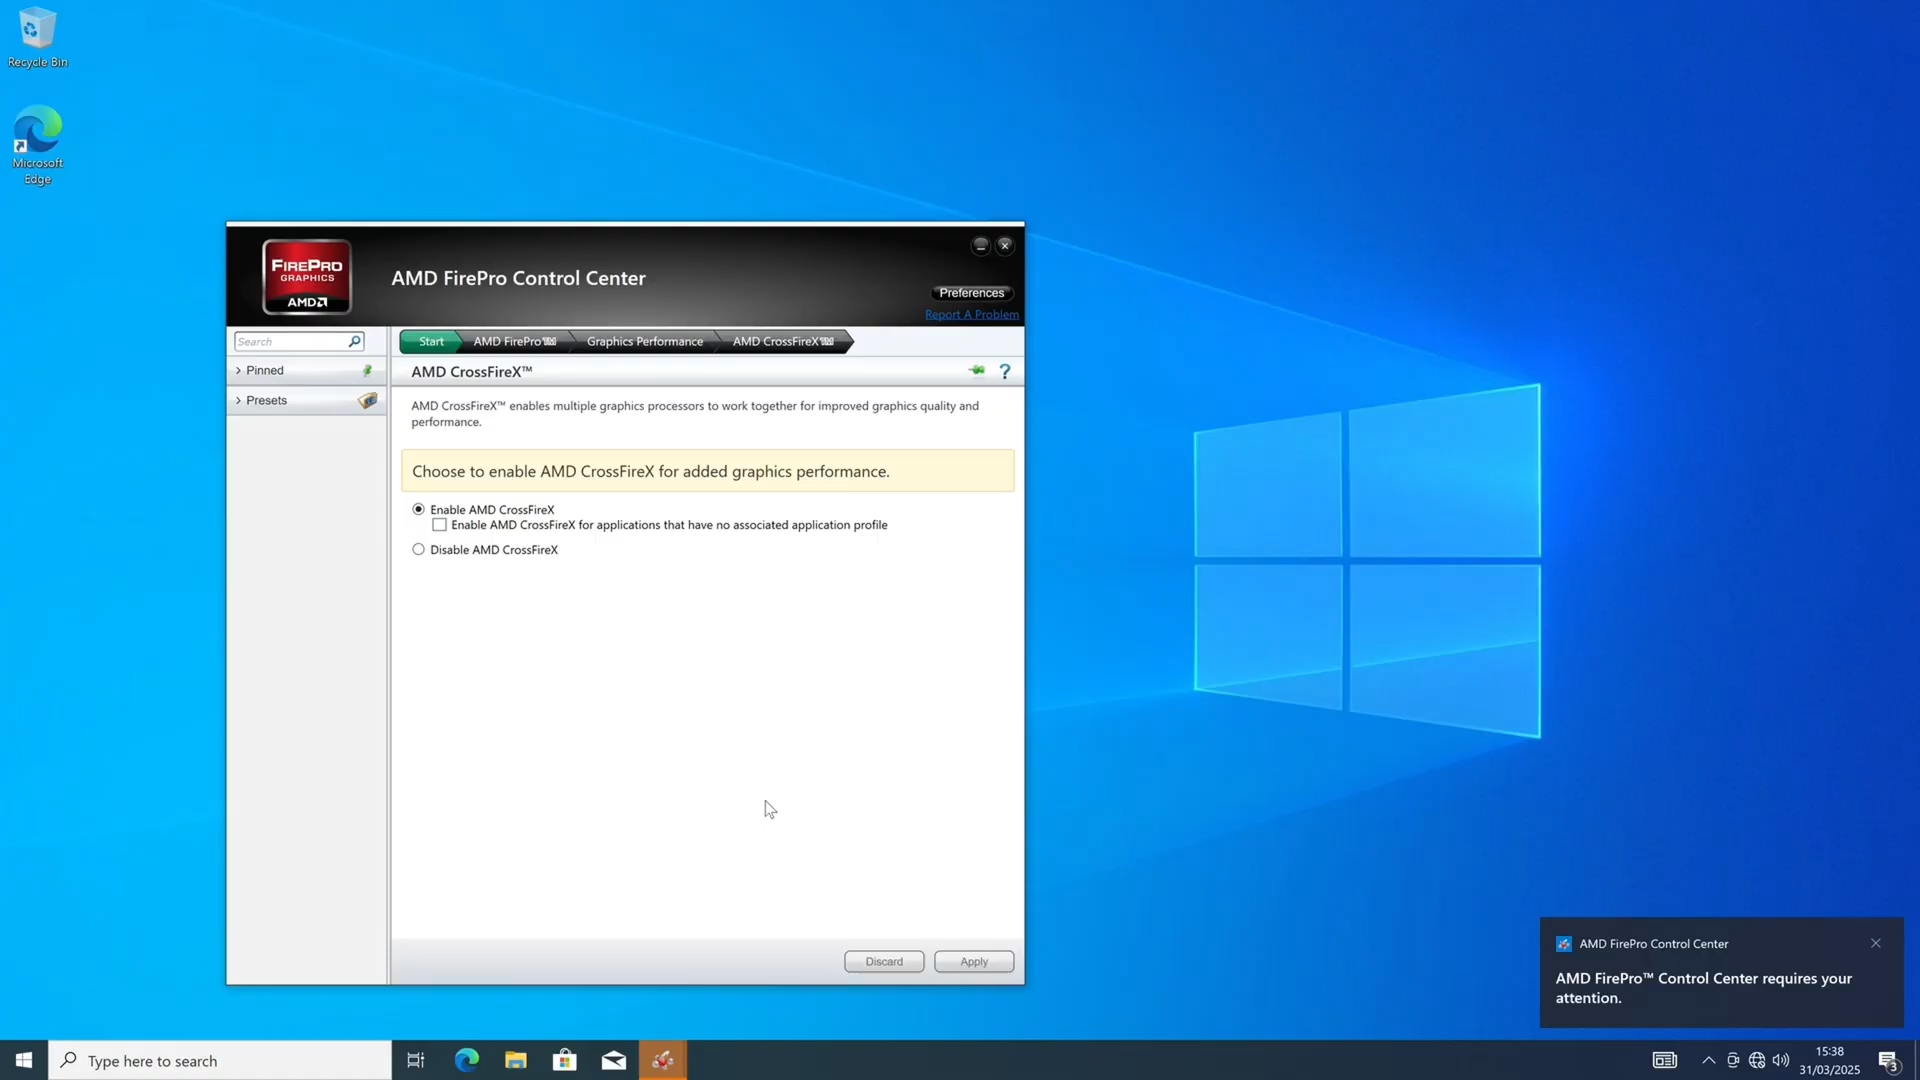 Recycle Bin
Microsoft
Edge
FIREPRO
GRAPHICS
AMD
AMD FirePro Control Center
Preferences
Report A Problem
Search
Start
AMD FirePro™
Graphics Performance
AMD CrossFireX™
Pinned
AMD CrossFireX™
?
Presets
AMD CrossFireX™ enables multiple graphics processors to work together for improved graphics quality and
performance.
Choose to enable AMD CrossFireX for added graphics performance.
Enable AMD CrossFireX
Enable AMD CrossFireX for applications that have no associated application profile
Disable AMD CrossFireX
Discard
Apply
AMD FirePro Control Center
AMD FirePro™ Control Center requires your
attention.
Type here to search
15:38
31/03/2025
3